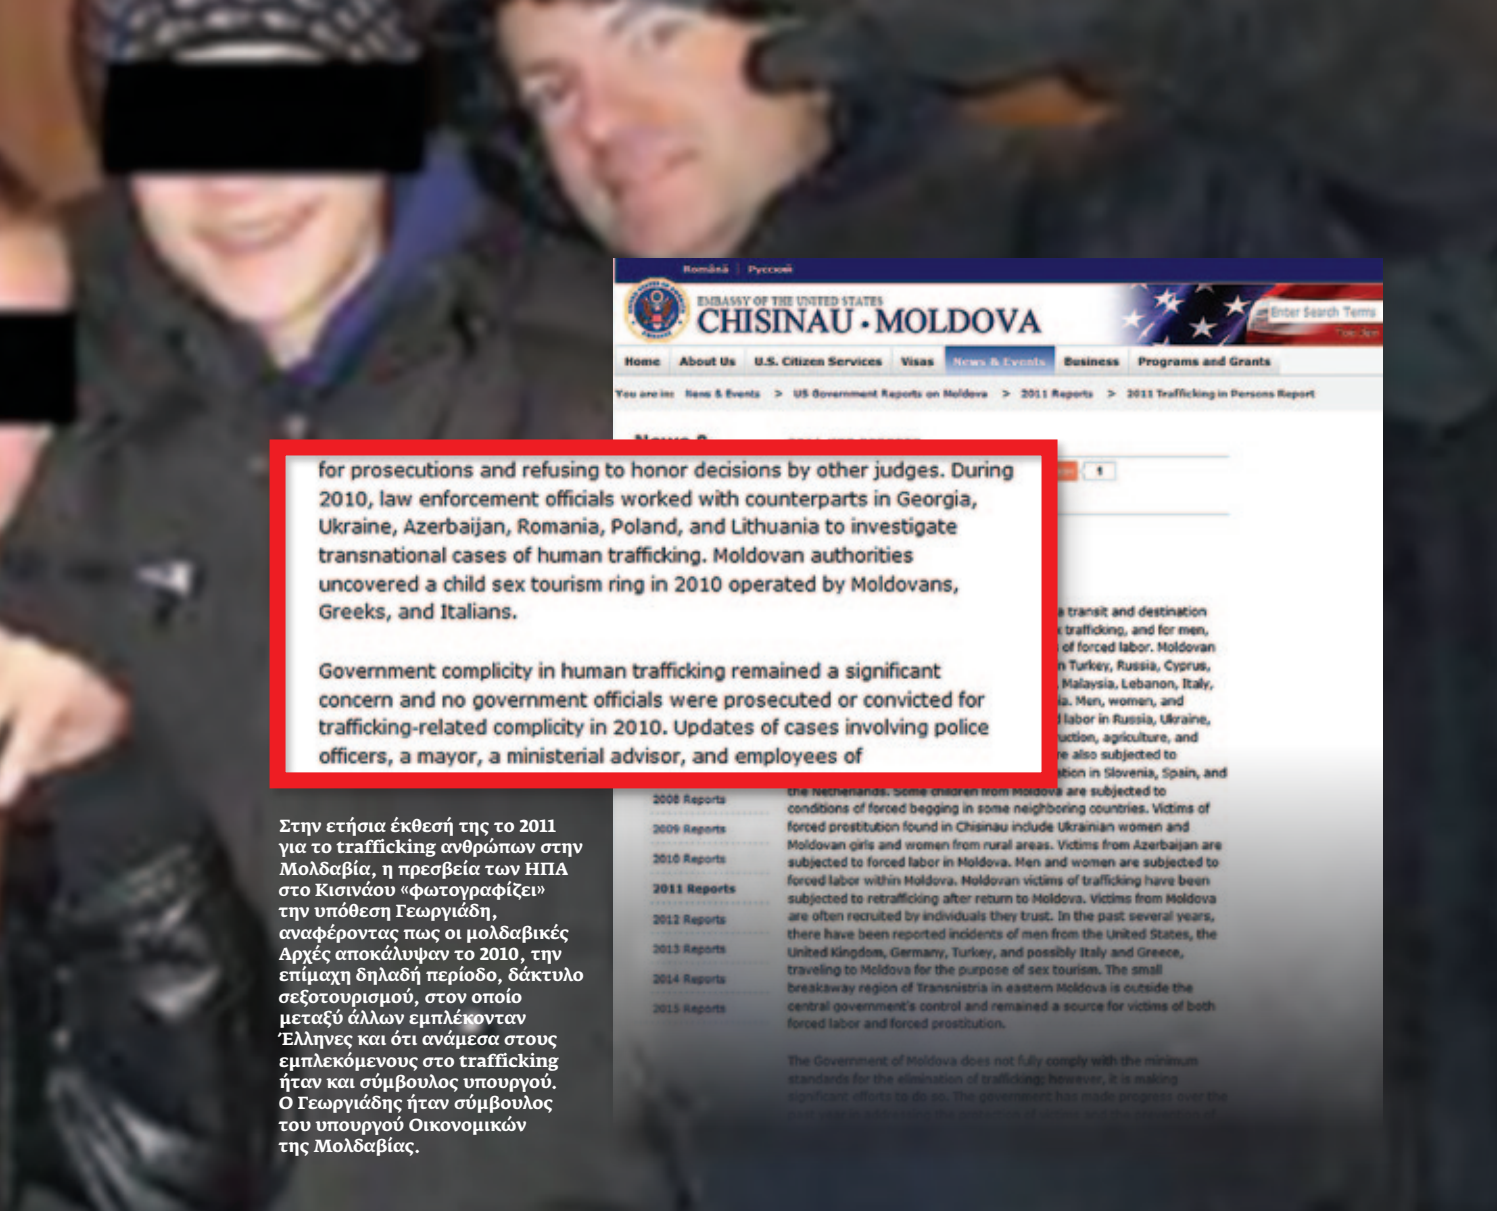 Română | Русский
EMBASSY OF THE UNITED STATES
CHISINAU • MOLDOVA
Enter Search Terms
Home About Us U.S. Citizen Services Visas News & Events Business Programs and Grants
You are in: News & Events > US Government Reports on Moldova > 2011 Reports > 2011 Trafficking in Persons Report
1
for prosecutions and refusing to honor decisions by other judges. During
2010, law enforcement officials worked with counterparts in Georgia,
Ukraine, Azerbaijan, Romania, Poland, and Lithuania to investigate
transnational cases of human trafficking. Moldovan authorities
uncovered a child sex tourism ring in 2010 operated by Moldovans,
Greeks, and Italians.
Government complicity in human trafficking remained a significant
concern and no government officials were prosecuted or convicted for
trafficking-related complicity in 2010. Updates of cases involving police
officers, a mayor, a ministerial advisor, and employees of
a transit and destination
trafficking, and for men,
of forced labor. Moldovan
in Turkey, Russia, Cyprus,
Malaysia, Lebanon, Italy,
Men, women, and
labor in Russia, Ukraine,
agriculture, and
also subjected to
in Slovenia, Spain, and
the Netherlands. Some children from Moldova are subjected to
conditions of forced begging in some neighboring countries. Victims of
forced prostitution found in Chisinau include Ukrainian women and
Moldovan girls and women from rural areas. Victims from Azerbaijan are
subjected to forced labor in Moldova. Men and women are subjected to
forced labor within Moldova. Moldovan victims of trafficking have been
subjected to retrafficking after return to Moldova. Victims from Moldova
are often recruited by individuals they trust. In the past several years,
there have been reported incidents of men from the United States, the
United Kingdom, Germany, Turkey, and possibly Italy and Greece,
traveling to Moldova for the purpose of sex tourism. The small
breakaway region of Transnistria in eastern Moldova is outside the
central government's control and remained a source for victims of both
forced labor and forced prostitution.
The Government of Moldova does not fully comply with the minimum
standards for the elimination of trafficking; however, it is making
significant efforts to do so. The government has made progress over the
2008 Reports
2009 Reports
2010 Reports
2011 Reports
2012 Reports
2013 Reports
2014 Reports
2015 Reports
Στην ετήσια έκθεσή της το 2011
για το trafficking ανθρώπων στην
Μολδαβία, η πρεσβεία των ΗΠΑ
στο Κισινάου «φωτογραφίζει»
την υπόθεση Γεωργιάδη,
αναφέροντας πως οι μολδαβικές
Αρχές αποκάλυψαν το 2010, την
επίμαχη δηλαδή περίοδο, δάκτυλο
σεξοτουρισμού, στον οποίο
μεταξύ άλλων εμπλέκονταν
Έλληνες και ότι ανάμεσα στους
εμπλεκόμενους στο trafficking
ήταν και σύμβουλος υπουργού.
Ο Γεωργιάδης ήταν σύμβουλος
του υπουργού Οικονομικών
της Μολδαβίας.